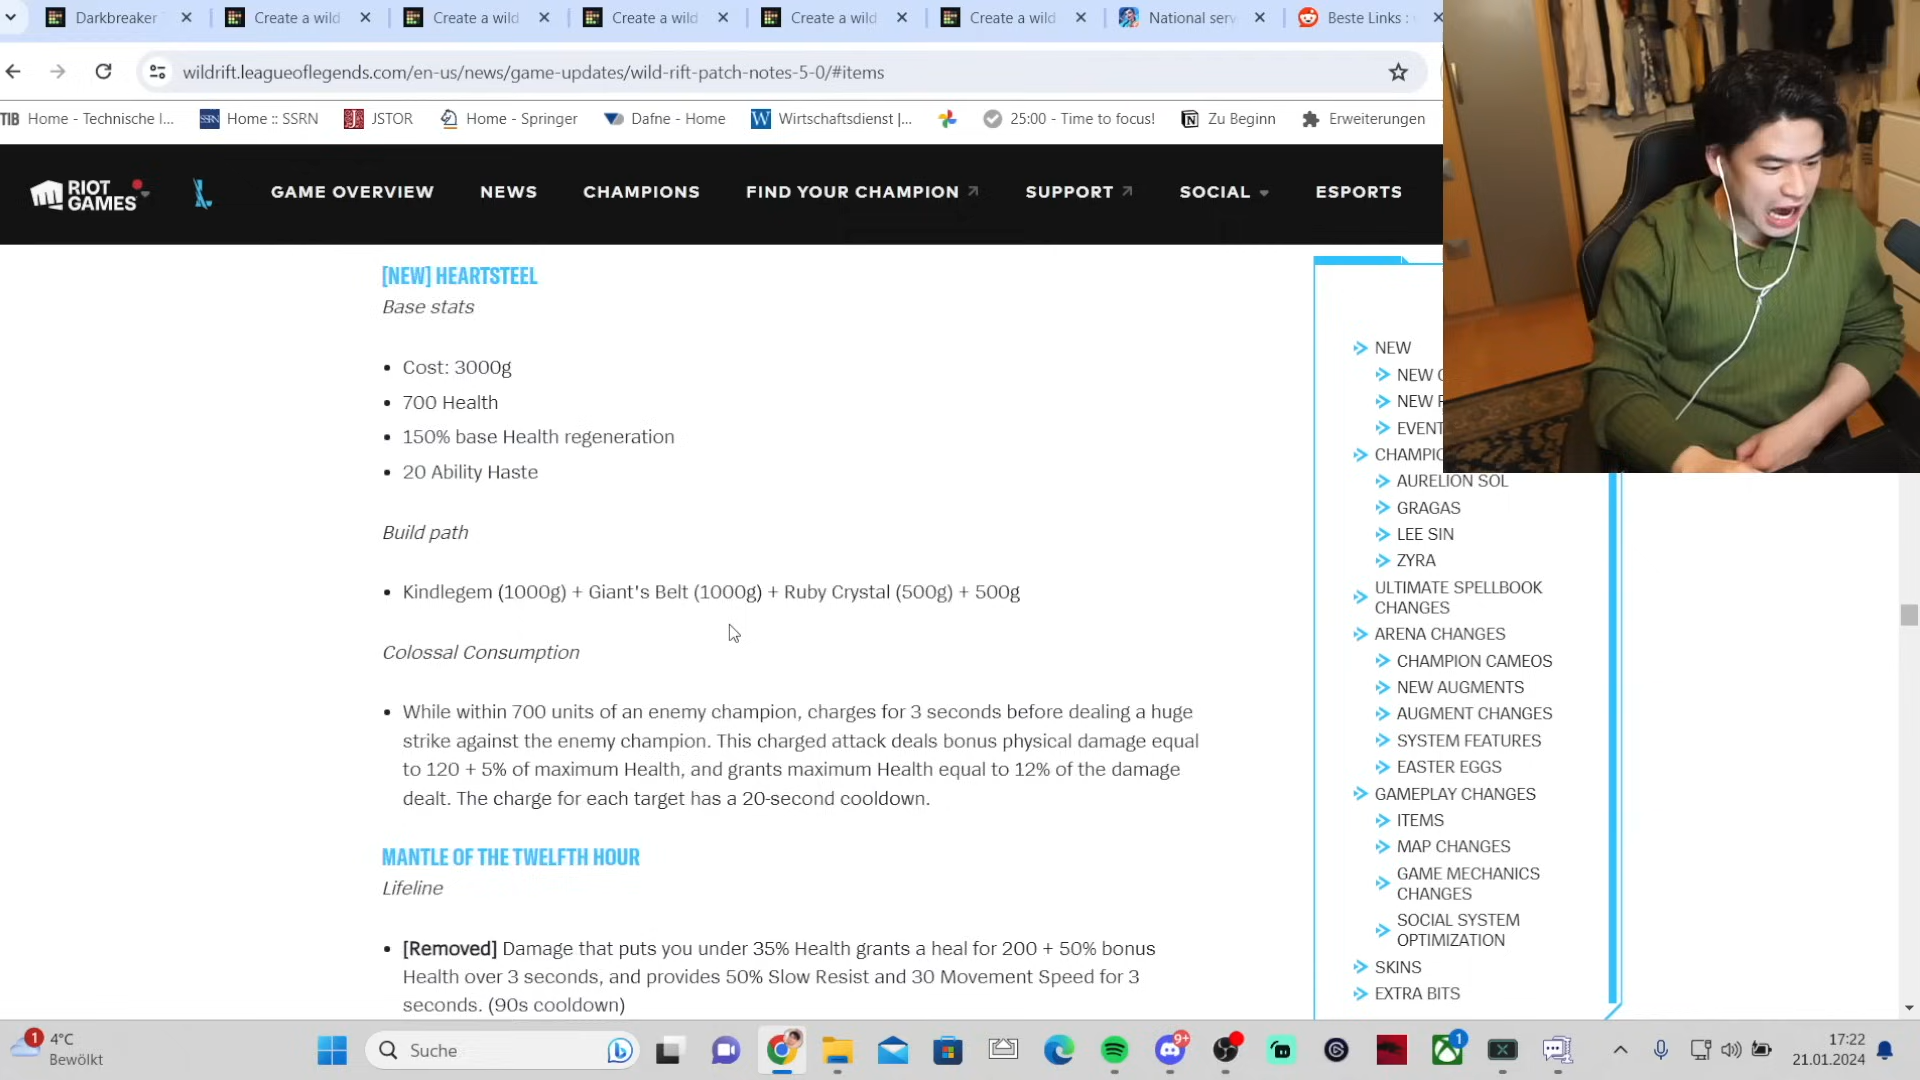 Darkbreaker
Create a wild
Create a wild
Create a wild
Create a wild
Create a wild
National serv
Beste Links :
wildrift.leagueoflegends.com/en-us/news/game-updates/wild-rift-patch-notes-5-0/#items
TIB Home - Technische I...
SSRN Home :: SSRN
JSTOR
Home - Springer
Dafne - Home
W Wirtschaftsdienst |...
25:00 - Time to focus!
Zu Beginn
Erweiterungen
RIOT GAMES
GAME OVERVIEW
NEWS
CHAMPIONS
FIND YOUR CHAMPION
SUPPORT
SOCIAL
ESPORTS
[NEW] HEARTSTEEL
Base stats
• Cost: 3000g
• 700 Health
• 150% base Health regeneration
• 20 Ability Haste
Build path
• Kindlegem (1000g) + Giant's Belt (1000g) + Ruby Crystal (500g) + 500g
Colossal Consumption
• While within 700 units of an enemy champion, charges for 3 seconds before dealing a huge
strike against the enemy champion. This charged attack deals bonus physical damage equal
to 120 + 5% of maximum Health, and grants maximum Health equal to 12% of the damage
dealt. The charge for each target has a 20-second cooldown.
MANTLE OF THE TWELFTH HOUR
Lifeline
• [Removed] Damage that puts you under 35% Health grants a heal for 200 + 50% bonus
Health over 3 seconds, and provides 50% Slow Resist and 30 Movement Speed for 3
seconds. (90s cooldown)
NEW
NEW
NEW
EVENT
CHAMPIO
AURELION SOL
GRAGAS
LEE SIN
ZYRA
ULTIMATE SPELLBOOK
CHANGES
ARENA CHANGES
CHAMPION CAMEOS
NEW AUGMENTS
AUGMENT CHANGES
SYSTEM FEATURES
EASTER EGGS
GAMEPLAY CHANGES
ITEMS
MAP CHANGES
GAME MECHANICS
CHANGES
SOCIAL SYSTEM
OPTIMIZATION
SKINS
EXTRA BITS
1
4°C
Bewölkt
Suche
9+
1
17:22
21.01.2024